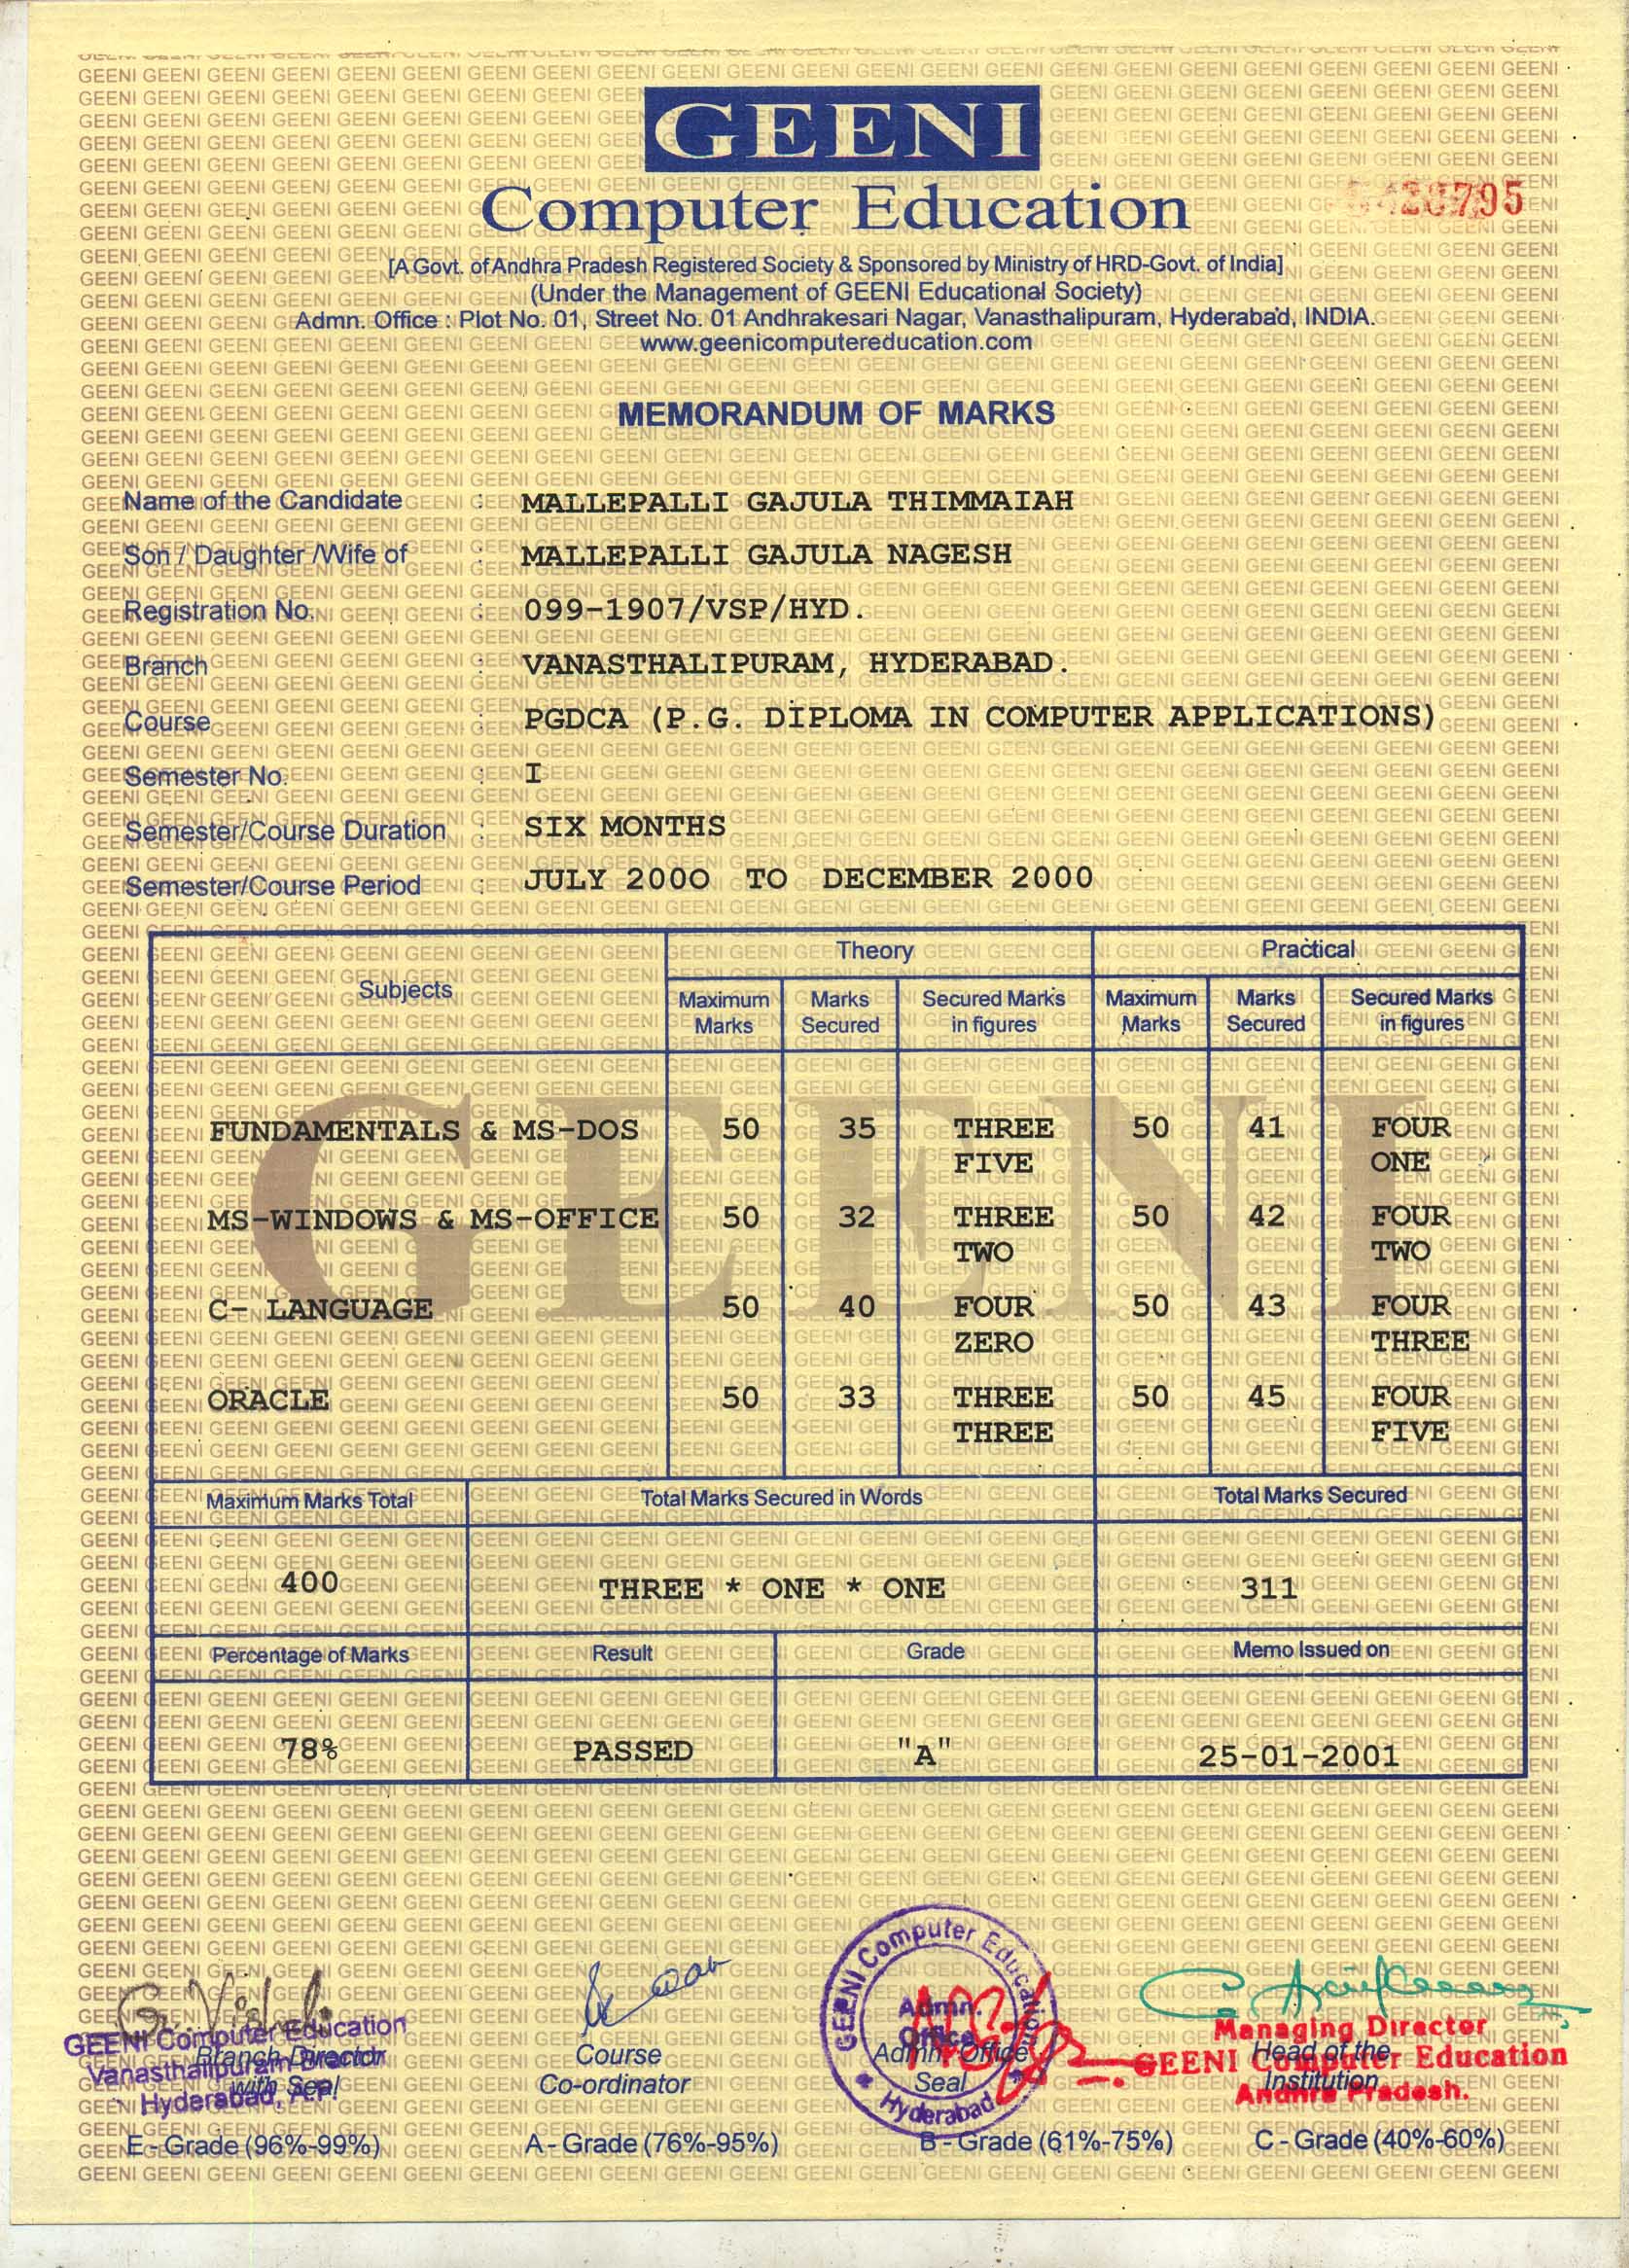 GEENI
Computer Education
[A Govt. of Andhra Pradesh Registered Society & Sponsored by Ministry of HRD-Govt. of India]
(Under the Management of GEENI Educational Society)
Admn. Office : Plot No. 01, Street No. 01 Andhrakesari Nagar, Vanasthalipuram, Hyderabad, INDIA.
www.geenicomputereducation.com
MEMORANDUM OF MARKS
Name of the Candidate : MALLEPALLI GAJULA THIMMAIAH
Son / Daughter /Wife of : MALLEPALLI GAJULA NAGESH
Registration No. : 099-1907/VSP/HYD.
Branch : VANASTHALIPURAM, HYDERABAD.
Course : PGDCA (P.G. DIPLOMA IN COMPUTER APPLICATIONS)
Semester No. : I
Semester/Course Duration : SIX MONTHS
Semester/Course Period : JULY 2000 TO DECEMBER 2000
Subjects Theory Practical
Maximum Marks Marks Secured Secured Marks in figures Maximum Marks Marks Secured Secured Marks in figures
FUNDAMENTALS & MS-DOS 50 35 THREE 50 41 FOUR
FIVE ONE
MS-WINDOWS & MS-OFFICE 50 32 THREE 50 42 FOUR
TWO TWO
C- LANGUAGE 50 40 FOUR 50 43 FOUR
ZERO THREE
ORACLE 50 33 THREE 50 45 FOUR
THREE FIVE
GEENI
Maximum Marks Total Total Marks Secured in Words Total Marks Secured
400 THREE * ONE * ONE 311
Percentage of Marks Result Grade Memo Issued on
78% PASSED "A" 25-01-2001
GEENI Computer Education
Vanasthalipuram Branch
Hyderabad, A.P.
Branch Director
with Seal
Course
Co-ordinator
GEENI Computer Education
Admn.
Office
Hyderabad
Admn. Office
Seal
Managing Director
GEENI Computer Education
Andhra Pradesh.
Head of the
Institution
E - Grade (96%-99%) A - Grade (76%-95%) B - Grade (61%-75%) C - Grade (40%-60%)